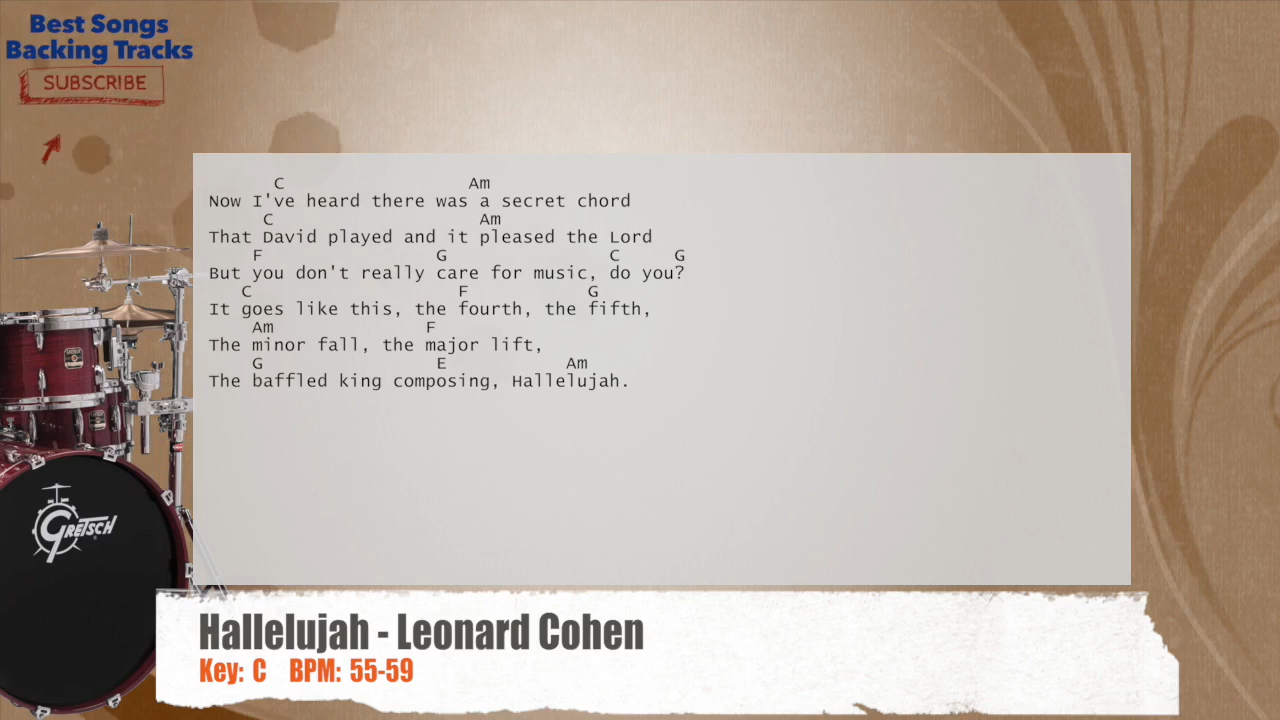 Best Songs
Backing Tracks
SUBSCRIBE
C Am
Now I've heard there was a secret chord
C Am
That David played and it pleased the Lord
F G C G
But you don't really care for music, do you?
C F G
It goes like this, the fourth, the fifth,
Am F
The minor fall, the major lift,
G E Am
The baffled king composing, Hallelujah.
GRETSCH
Hallelujah - Leonard Cohen
Key: C BPM: 55-59